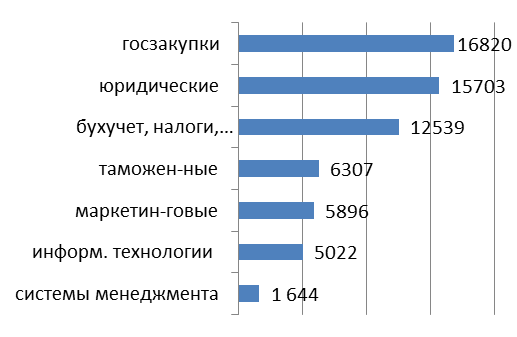 госзакупки 16820
юридические 15703
бухучет, налоги,... 12539
таможен-ные 6307
маркетин-говые 5896
информ. технологии 5022
системы менеджмента 1 644